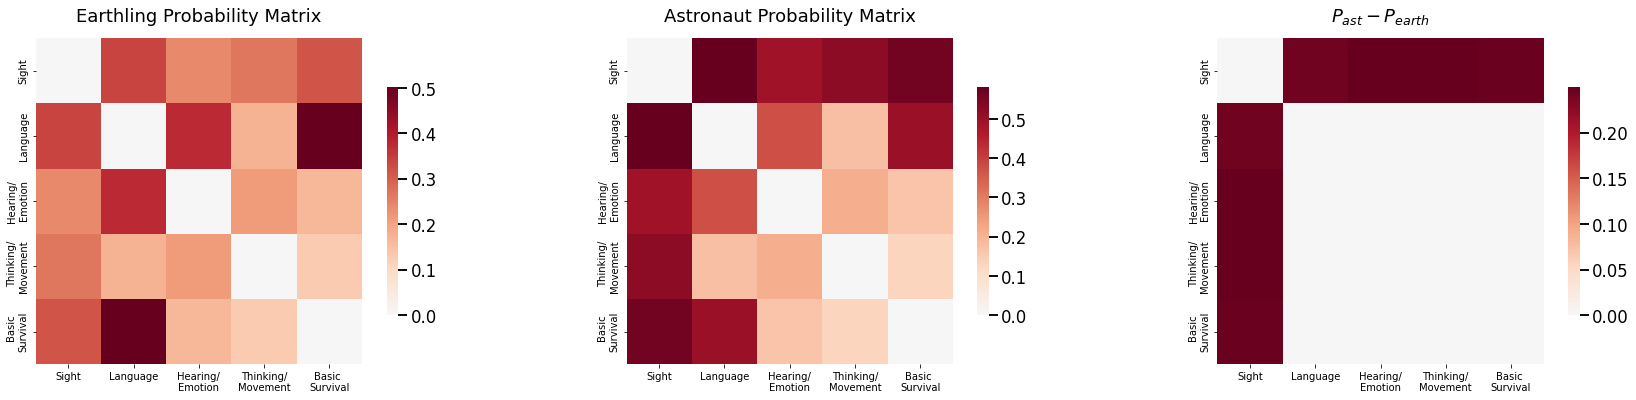 Earthling Probability Matrix
Sight
Language
Hearing/
Emotion
Thinking/
Movement
Basic
Survival
Sight
Language
Hearing/
Emotion
Thinking/
Movement
Basic
Survival
0.5
0.4
0.3
0.2
0.1
0.0
Astronaut Probability Matrix
Sight
Language
Hearing/
Emotion
Thinking/
Movement
Basic
Survival
Sight
Language
Hearing/
Emotion
Thinking/
Movement
Basic
Survival
0.5
0.4
0.3
0.2
0.1
0.0
P_ast − P_earth
Sight
Language
Hearing/
Emotion
Thinking/
Movement
Basic
Survival
Sight
Language
Hearing/
Emotion
Thinking/
Movement
Basic
Survival
0.20
0.15
0.10
0.05
0.00